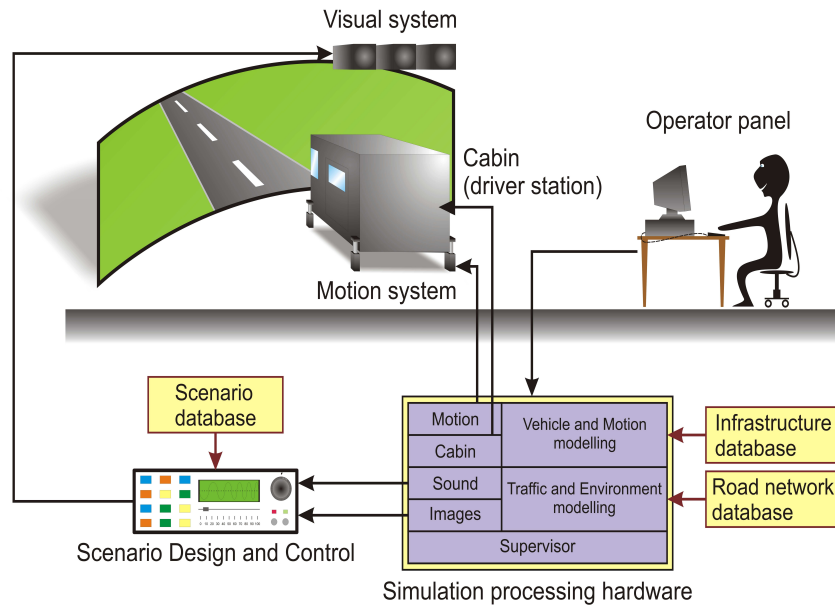 Visual system
Operator panel
Cabin
(driver station)
Motion system
Scenario
database
Motion
Cabin
Sound
Images
Vehicle and Motion
modelling
Traffic and Environment
modelling
Supervisor
Infrastructure
database
Road network
database
Scenario Design and Control
Simulation processing hardware